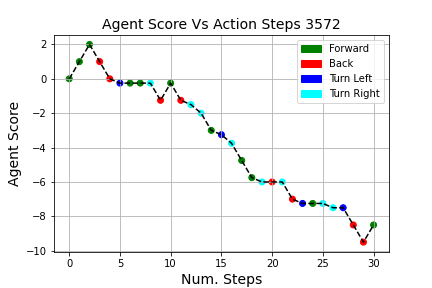 Agent Score Vs Action Steps 3572
Agent Score
2
0
−2
−4
−6
−8
−10
Forward
Back
Turn Left
Turn Right
0 5 10 15 20 25 30
Num. Steps